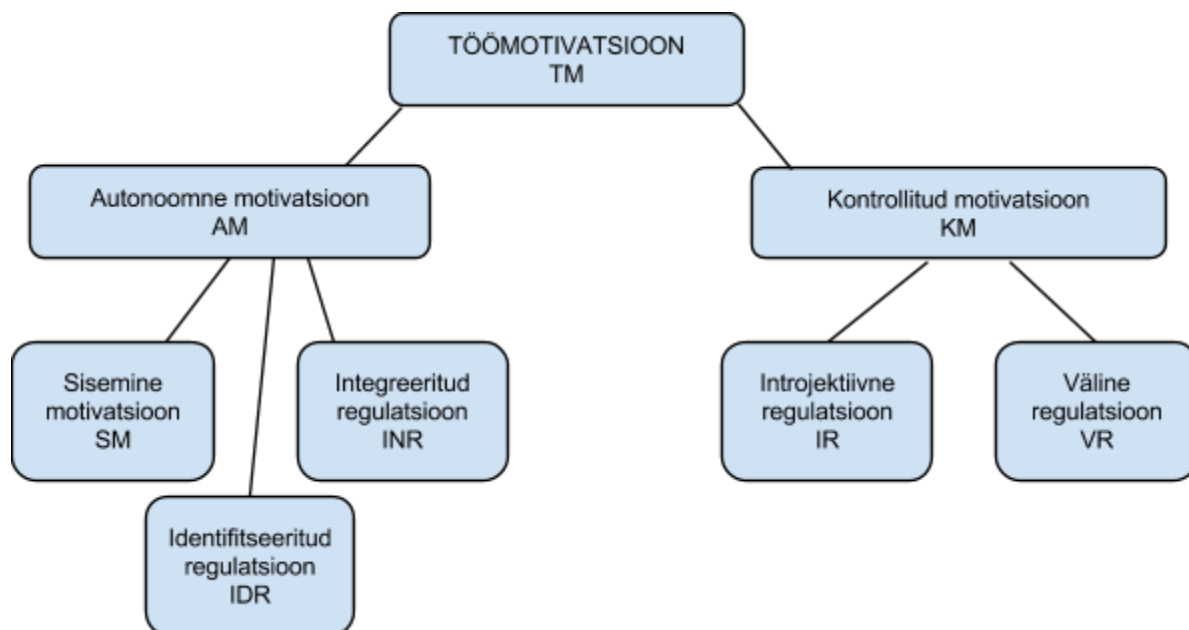 TÖÖMOTIVATSIOON
TM
Autonoomne motivatsioon
AM
Kontrollitud motivatsioon
KM
Sisemine
motivatsioon
SM
Integreeritud
regulatsioon
INR
Introjektiivne
regulatsioon
IR
Väline
regulatsioon
VR
Identifitseeritud
regulatsioon
IDR